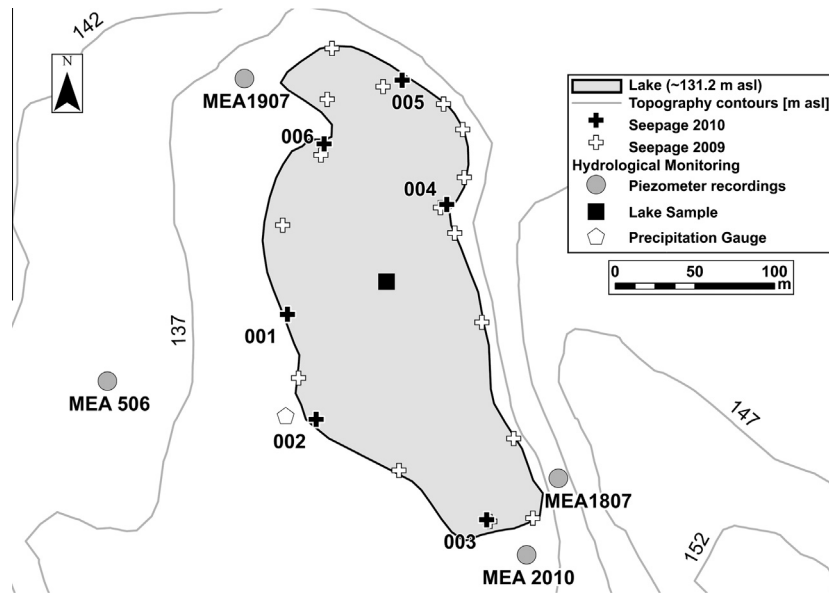 142
N
MEA1907
005
006
004
Lake (~131.2 m asl)
Topography contours [m asl]
Seepage 2010
Seepage 2009
Hydrological Monitoring
Piezometer recordings
Lake Sample
Precipitation Gauge
0 50 100
m
001
137
MEA 506
002
147
MEA1807
003
MEA 2010
152